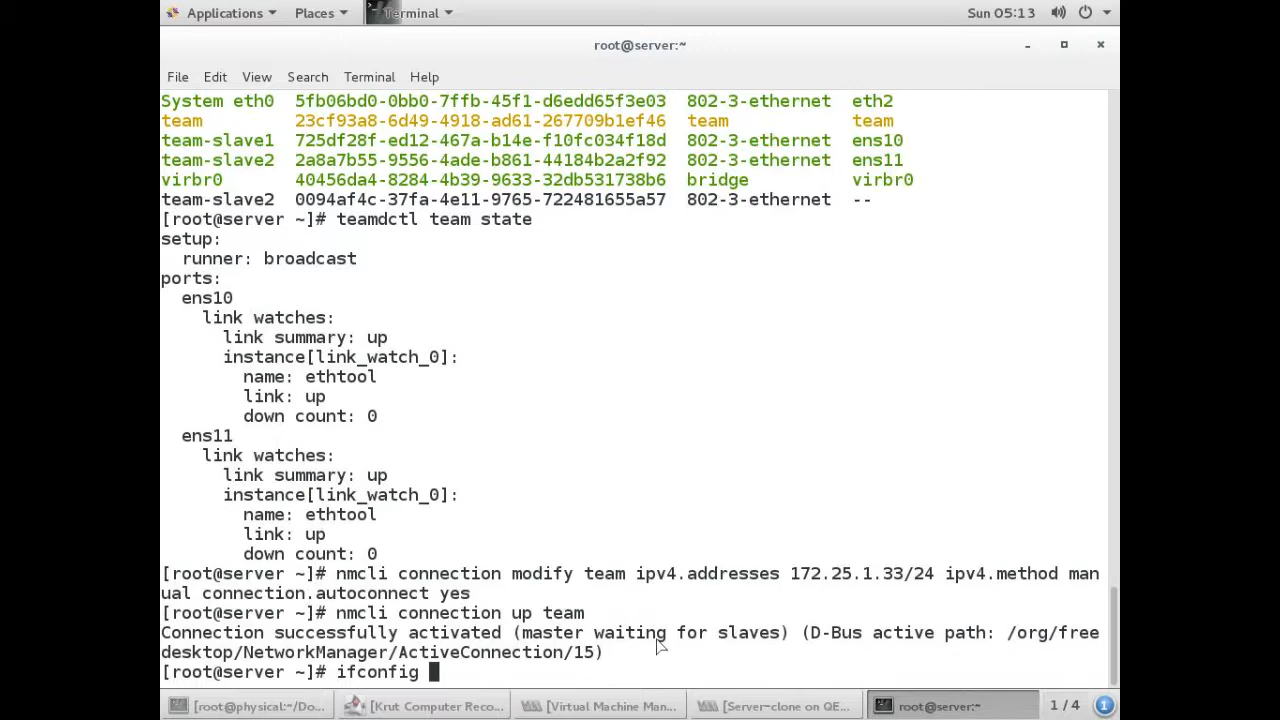 Applications Places Terminal Sun 05:13
root@server:~
File Edit View Search Terminal Help
System eth0 5fb06bd0-0bb0-7ffb-45f1-d6edd65f3e03 802-3-ethernet eth2
team 23cf93a8-6d49-4918-ad61-267709b1ef46 team team
team-slave1 725df28f-ed12-467a-b14e-f10fc034f18d 802-3-ethernet ens10
team-slave2 2a8a7b55-9556-4ade-b861-44184b2a2f92 802-3-ethernet ens11
virbr0 40456da4-8284-4b39-9633-32db531738b6 bridge virbr0
team-slave2 0094af4c-37fa-4e11-9765-722481655a57 802-3-ethernet --
[root@server ~]# teamdctl team state
setup:
runner: broadcast
ports:
ens10
link watches:
link summary: up
instance[link_watch_0]:
name: ethtool
link: up
down count: 0
ens11
link watches:
link summary: up
instance[link_watch_0]:
name: ethtool
link: up
down count: 0
[root@server ~]# nmcli connection modify team ipv4.addresses 172.25.1.33/24 ipv4.method man
ual connection.autoconnect yes
[root@server ~]# nmcli connection up team
Connection successfully activated (master waiting for slaves) (D-Bus active path: /org/free
desktop/NetworkManager/ActiveConnection/15)
[root@server ~]# ifconfig
[root@physical:~/Do... [Krut Computer Reco... [Virtual Machine Man... [Server-clone on QE... root@server:~ 1 / 4 1